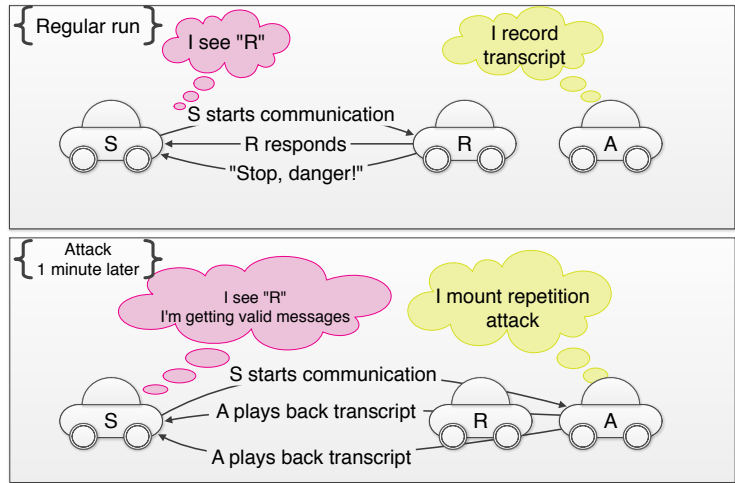 Regular run
I see "R"
I record
transcript
S starts communication
S
R responds
R
A
"Stop, danger!"
Attack
1 minute later
I see "R"
I'm getting valid messages
I mount repetition
attack
S starts communication
S
A plays back transcript
R
A
A plays back transcript